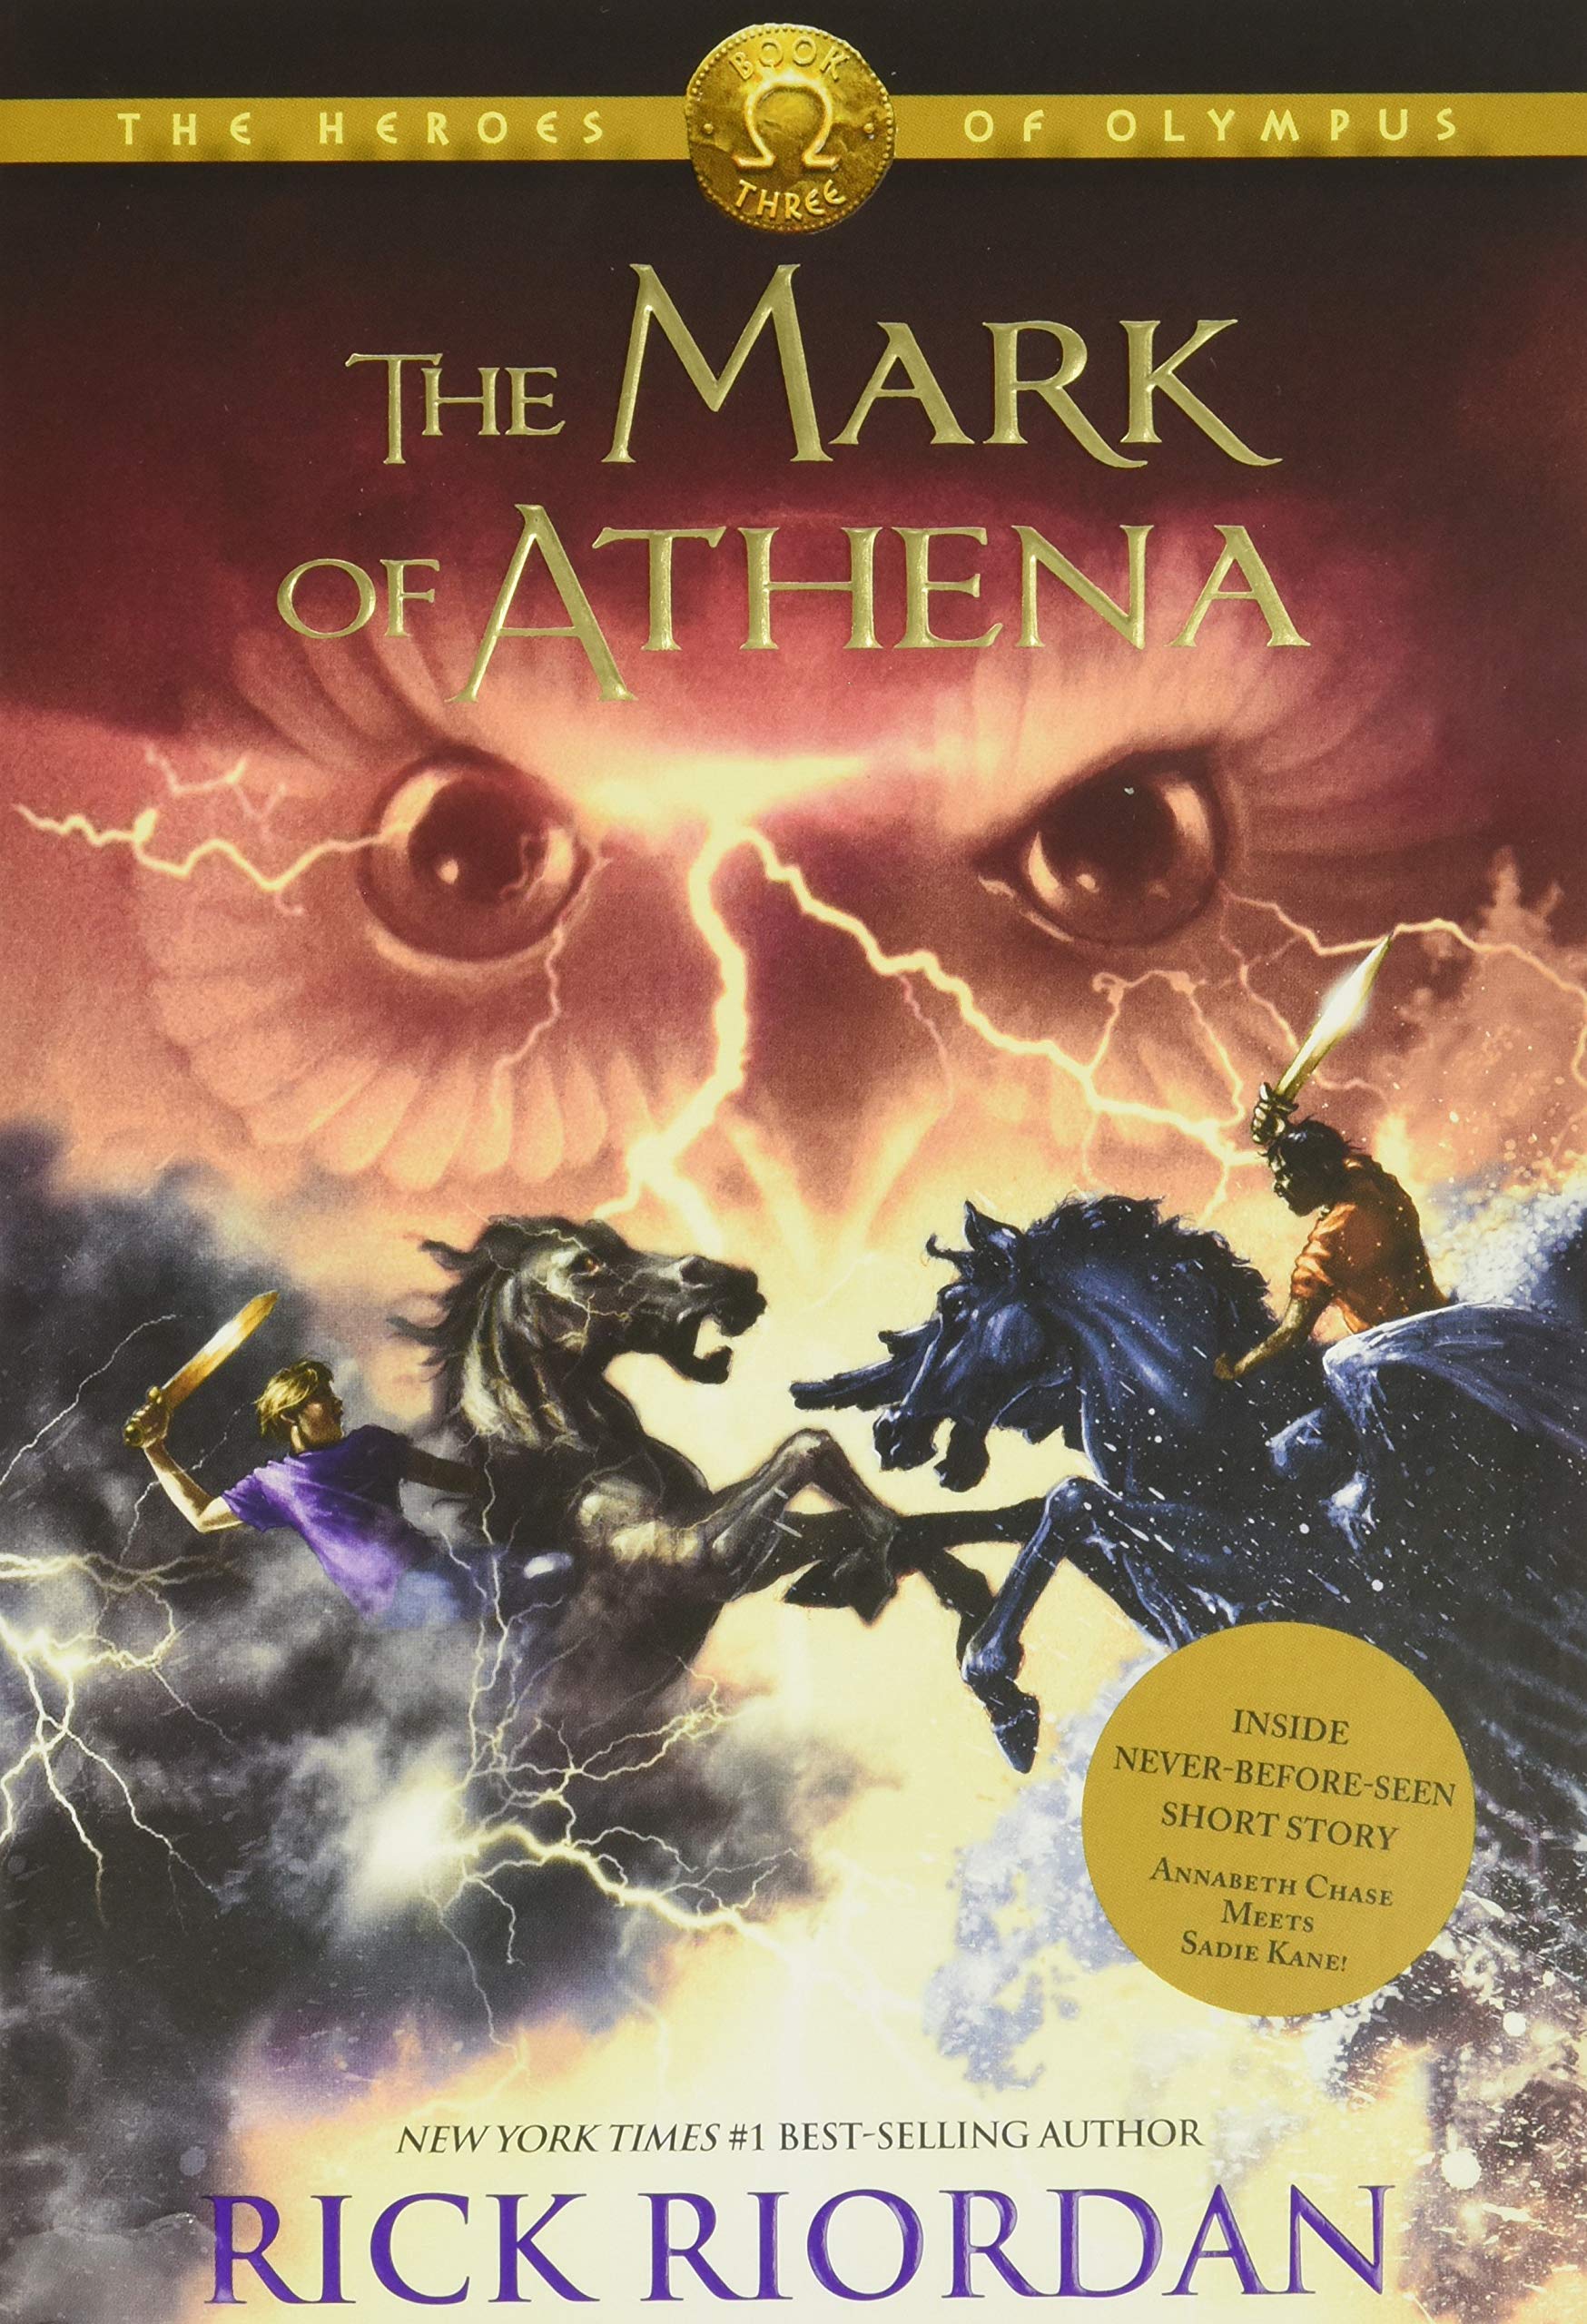 THE HEROES OF OLYMPUS
BOOK
Ω
THREE
THE MARK
OF ATHENA
INSIDE
NEVER-BEFORE-SEEN
SHORT STORY
ANNABETH CHASE
MEETS
SADIE KANE!
NEW YORK TIMES #1 BEST-SELLING AUTHOR
RICK RIORDAN